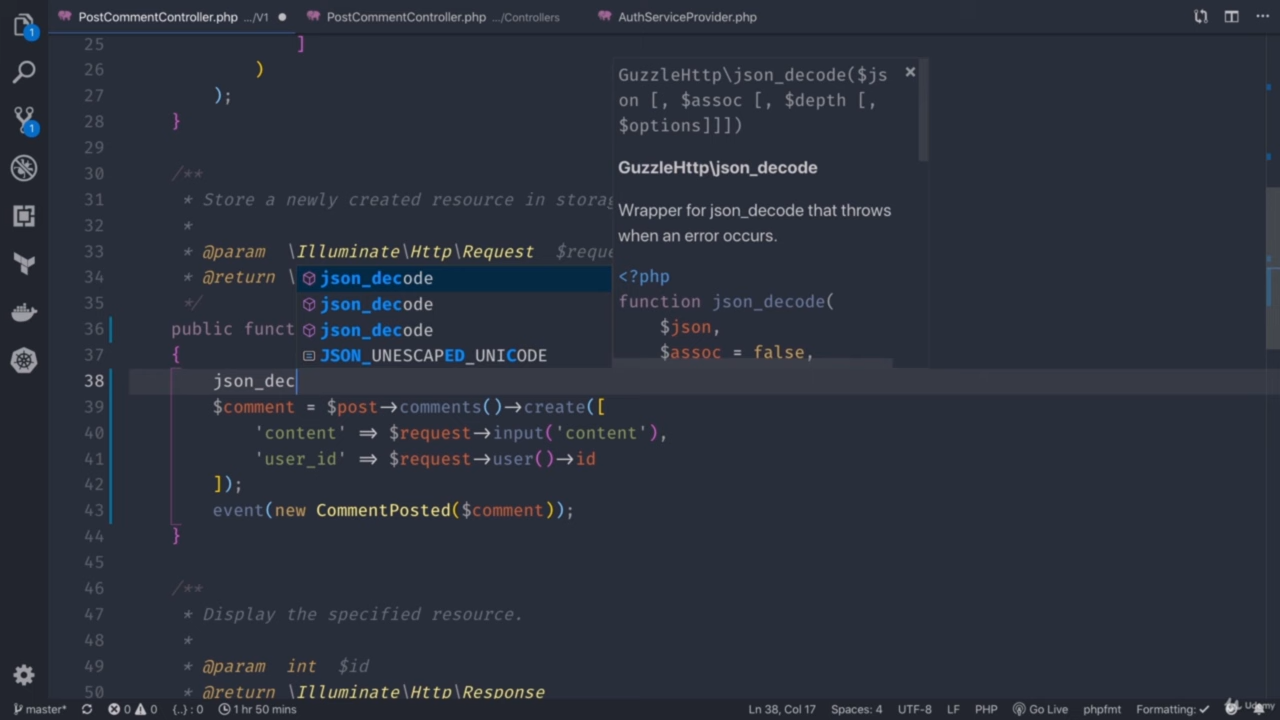 PostCommentController.php .../V1 ● PostCommentController.php .../Controllers AuthServiceProvider.php
1
1
25 ]
26 )
27 );
28 }
29
30 /**
31 * Store a newly created resource in storag
32 *
33 * @param \Illuminate\Http\Request $reque
34 * @return \
35 */
36 public funct
37 {
38 json_dec
39 $comment = $post->comments()->create([
40 'content' => $request->input('content'),
41 'user_id' => $request->user()->id
42 ]);
43 event(new CommentPosted($comment));
44 }
45
46 /**
47 * Display the specified resource.
48 *
49 * @param int $id
50 * @return \Illuminate\Http\Response
json_decode
json_decode
json_decode
JSON_UNESCAPED_UNICODE
GuzzleHttp\json_decode($js
on [, $assoc [, $depth [,
$options]]])
GuzzleHttp\json_decode
Wrapper for json_decode that throws
when an error occurs.
<?php
function json_decode(
$json,
$assoc = false,
master* 0 0 {..} : 0 1 hr 50 mins Ln 38, Col 17 Spaces: 4 UTF-8 LF PHP Go Live phpfmt Formatting: ✓
Udemy